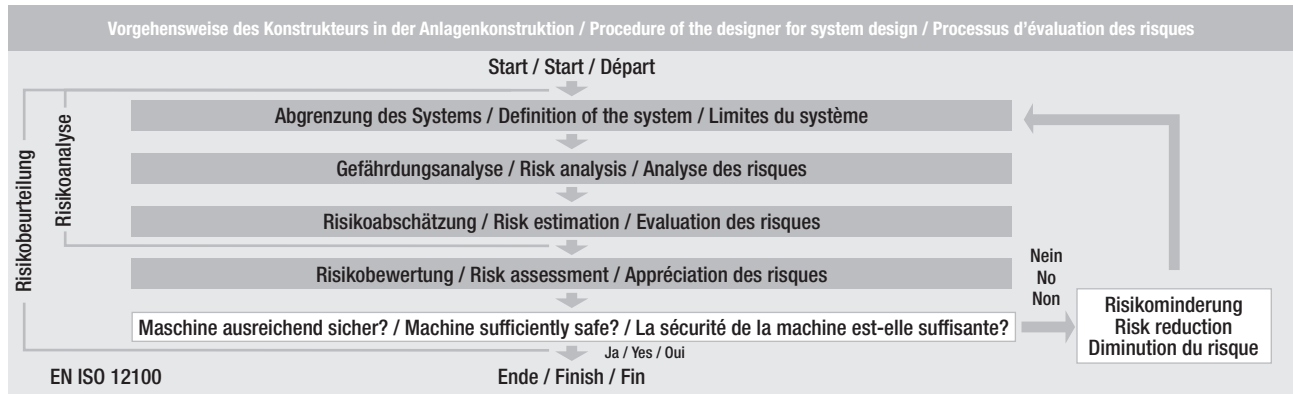 Vorgehensweise des Konstrukteurs in der Anlagenkonstruktion / Procedure of the designer for system design / Processus d'évaluation des risques
Start / Start / Départ
Abgrenzung des Systems / Definition of the system / Limites du système
Gefährdungsanalyse / Risk analysis / Analyse des risques
Risikoabschätzung / Risk estimation / Evaluation des risques
Risikobewertung / Risk assessment / Appréciation des risques
Maschine ausreichend sicher? / Machine sufficiently safe? / La sécurité de la machine est-elle suffisante?
Ja / Yes / Oui
Ende / Finish / Fin
Risikobeurteilung
Risikoanalyse
Nein
No
Non
Risikominderung
Risk reduction
Diminution du risque
EN ISO 12100